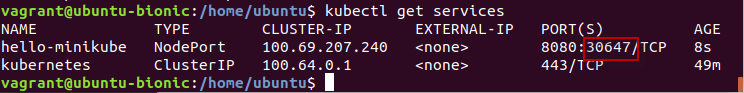 vagrant@ubuntu-bionic:/home/ubuntu$ kubectl get services
NAME TYPE CLUSTER-IP EXTERNAL-IP PORT(S) AGE
hello-minikube NodePort 100.69.207.240 <none> 8080:30647/TCP 8s
kubernetes ClusterIP 100.64.0.1 <none> 443/TCP 49m
vagrant@ubuntu-bionic:/home/ubuntu$